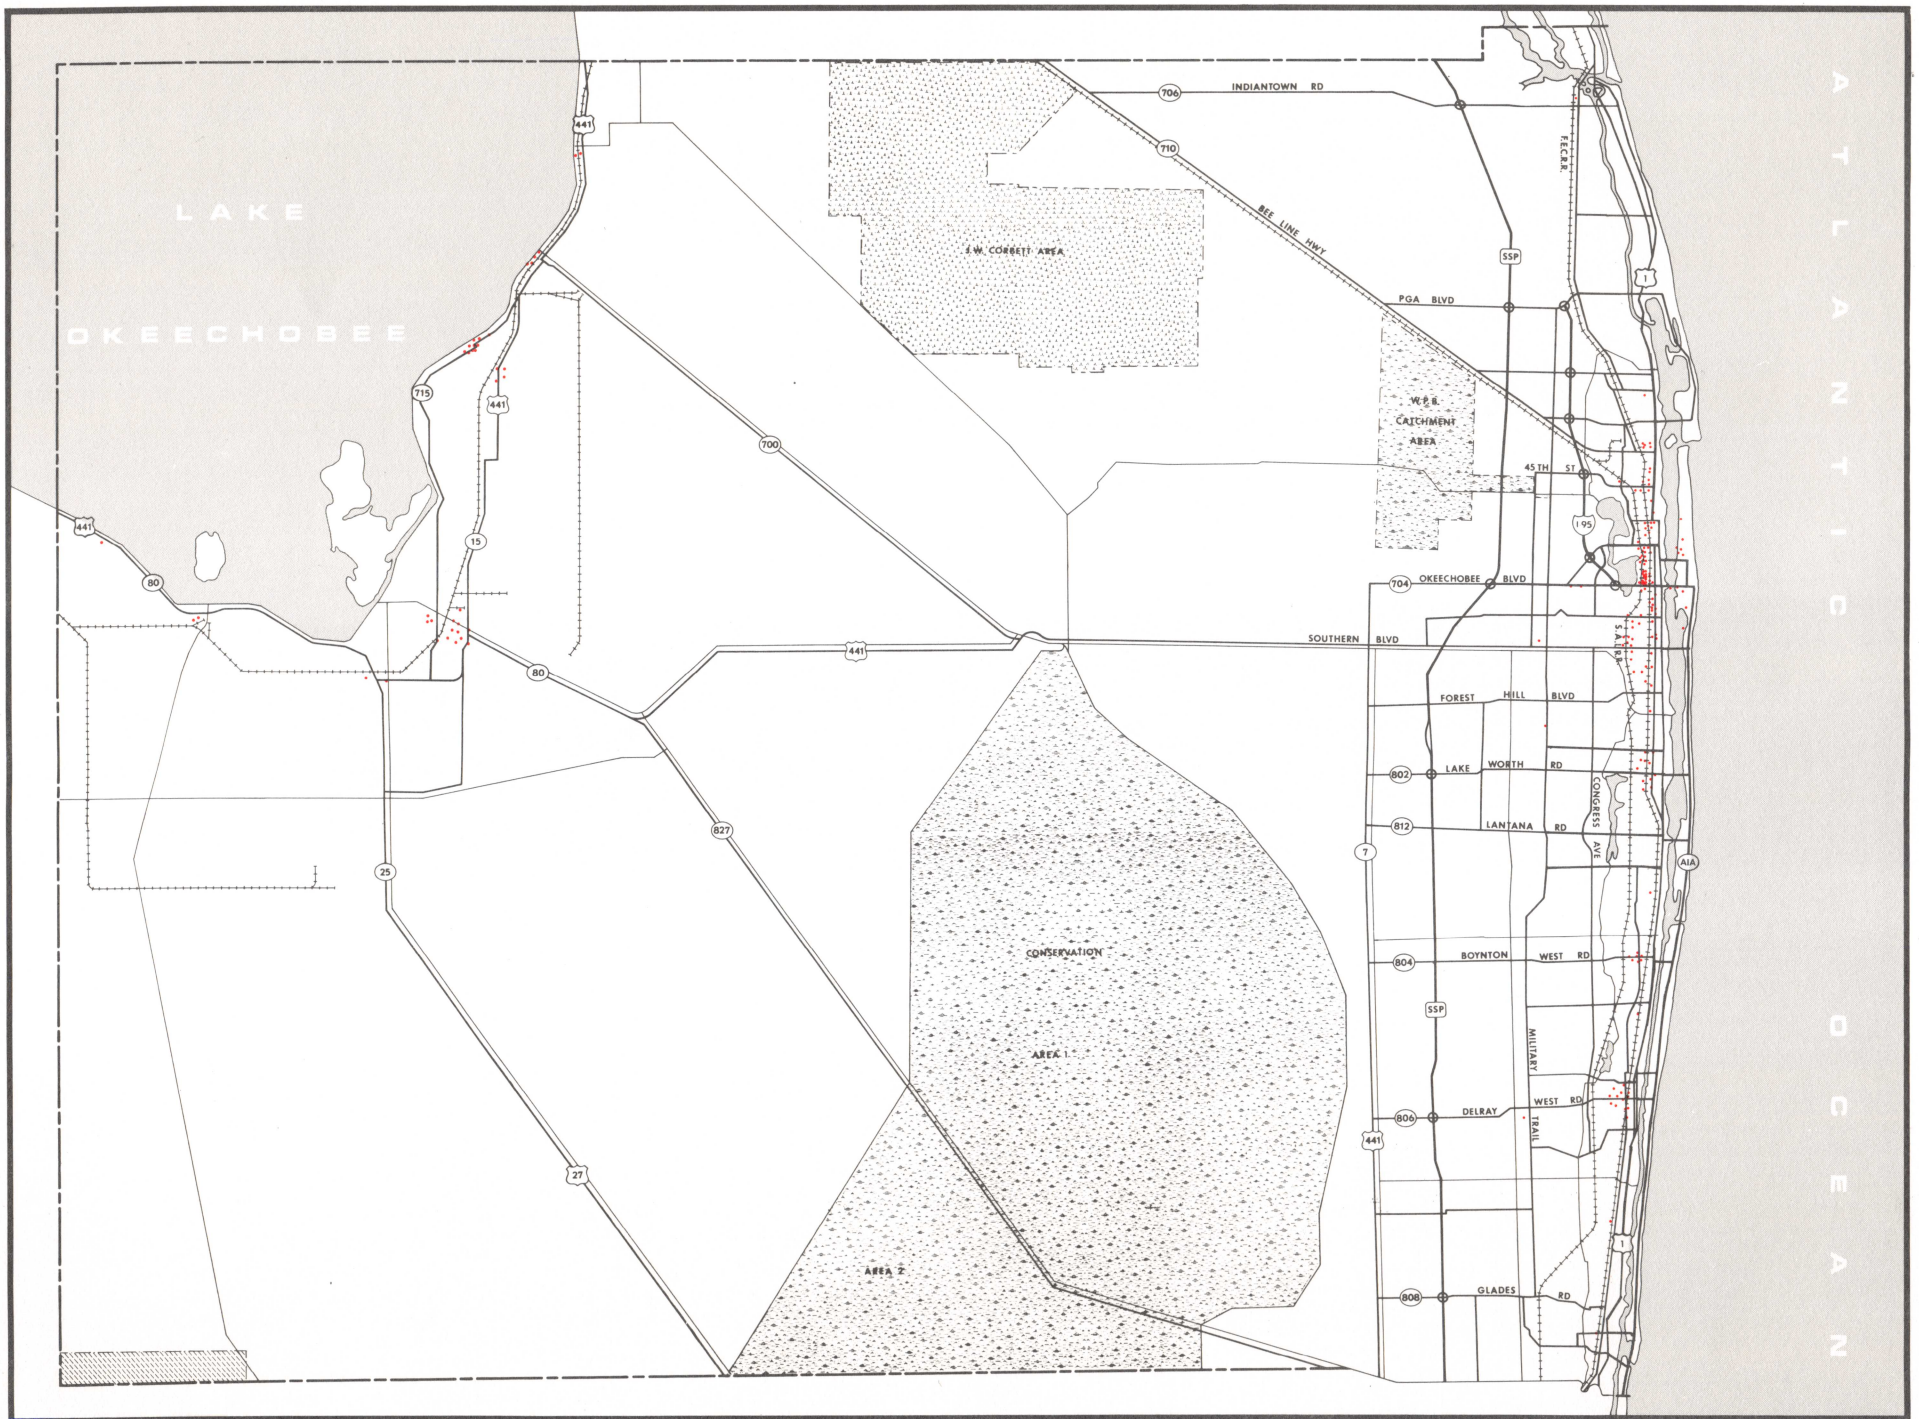 706 INDIANTOWN RD
441
710
F.E.C.R.R.
LAKE
OKEECHOBEE
BEE LINE HWY
J.W. CORBETT AREA
SSP
1
PGA BLVD
715
441
W.P.B.
CATCHMENT
AREA
700
45TH ST
441
15
I 95
80
704 OKEECHOBEE BLVD
SOUTHERN BLVD
S.A.L.R.R.
441
80
FOREST HILL BLVD
802 LAKE WORTH RD
CONGRESS AVE
827
812 LANTANA RD
7
A1A
25
CONSERVATION
AREA 1
804 BOYNTON WEST RD
SSP
MILITARY TRAIL
806 DELRAY WEST RD
441
27
AREA 2
1
808 GLADES RD
ATLANTIC
OCEAN